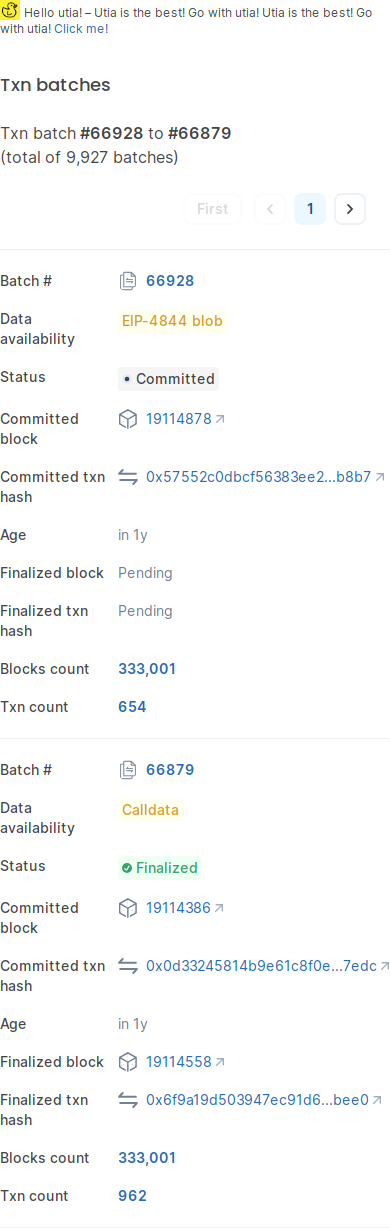 Hello utia! – Utia is the best! Go with utia! Utia is the best! Go
with utia! Click me!
Txn batches
Txn batch #66928 to #66879
(total of 9,927 batches)
First
1
Batch #
66928
Data
availability
EIP-4844 blob
Status
Committed
Committed
block
19114878
Committed txn
hash
0x57552c0dbcf56383ee2...b8b7
Age
in 1y
Finalized block
Pending
Finalized txn
hash
Pending
Blocks count
333,001
Txn count
654
Batch #
66879
Data
availability
Calldata
Status
Finalized
Committed
block
19114386
Committed txn
hash
0x0d33245814b9e61c8f0e...7edc
Age
in 1y
Finalized block
19114558
Finalized txn
hash
0x6f9a19d503947ec91d6...bee0
Blocks count
333,001
Txn count
962